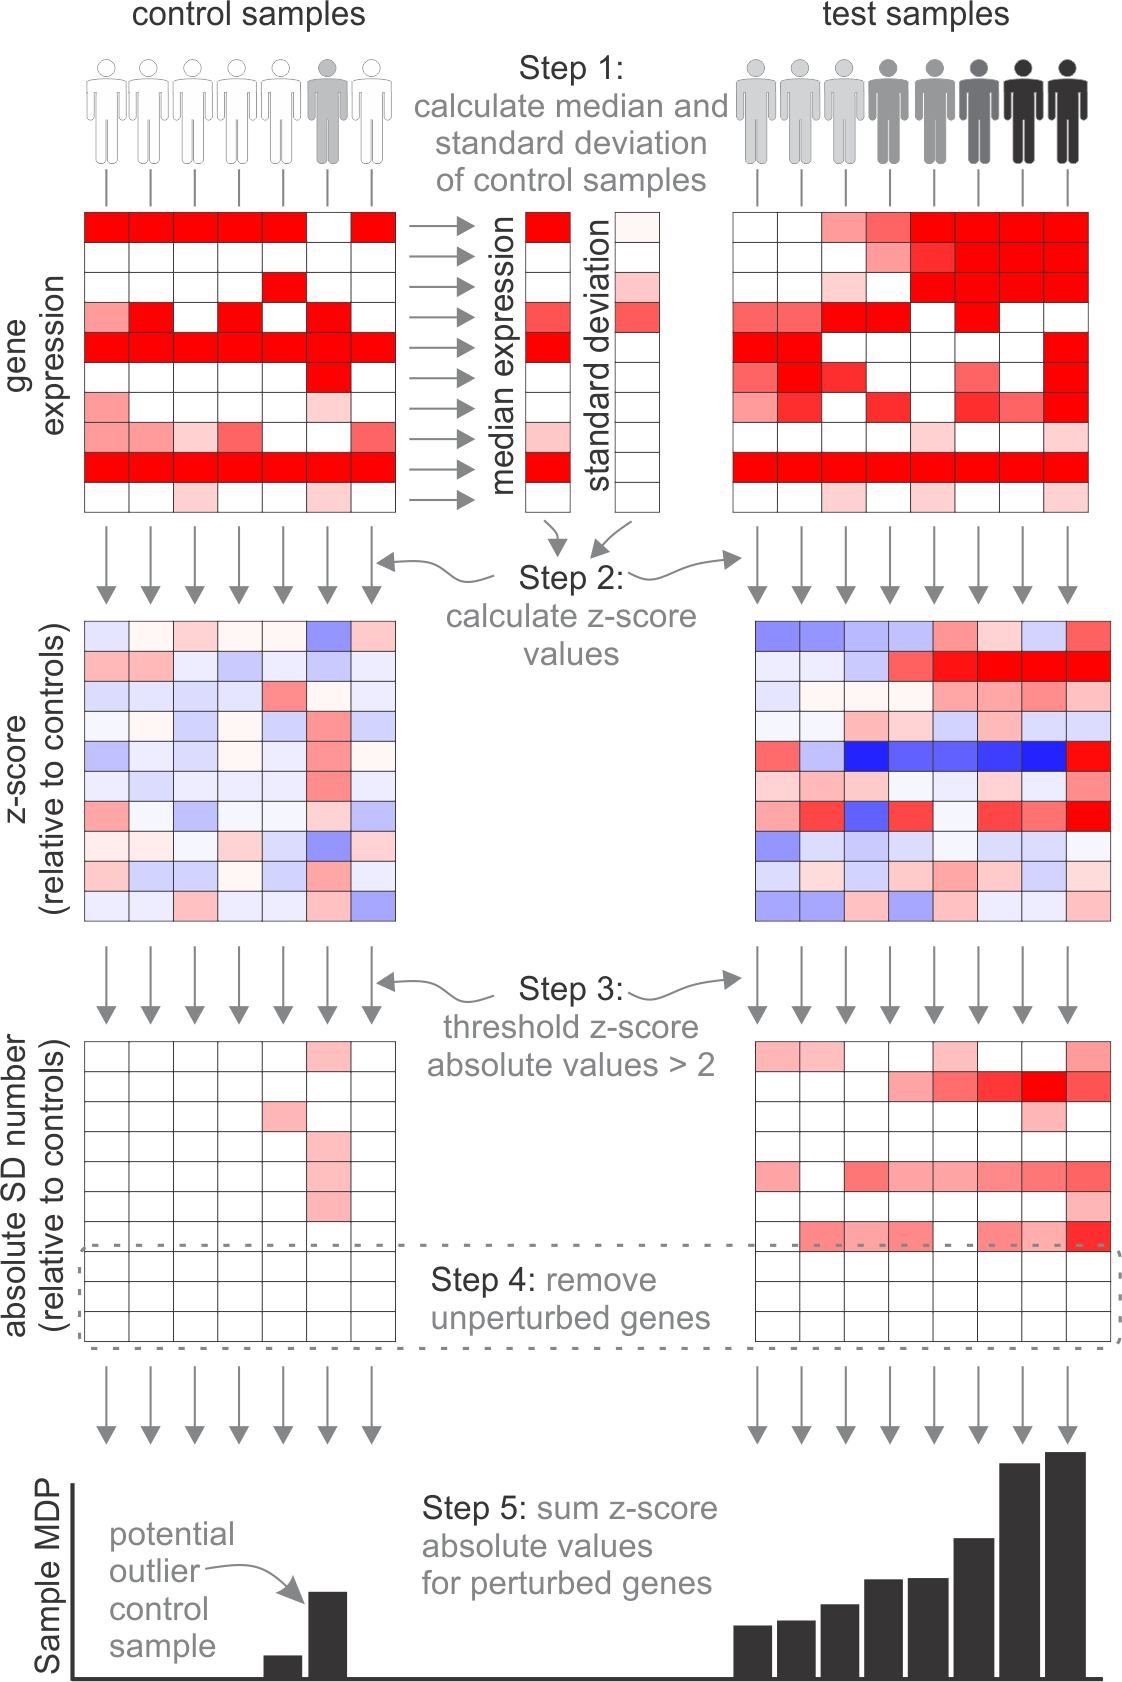 control samples
test samples
Step 1:
calculate median and
standard deviation
of control samples
gene
expression
median expression
standard deviation
Step 2:
calculate z-score
values
z-score
(relative to controls)
Step 3:
threshold z-score
absolute values > 2
absolute SD number
(relative to controls)
Step 4: remove
unperturbed genes
Sample MDP
potential
outlier
control
sample
Step 5: sum z-score
absolute values
for perturbed genes